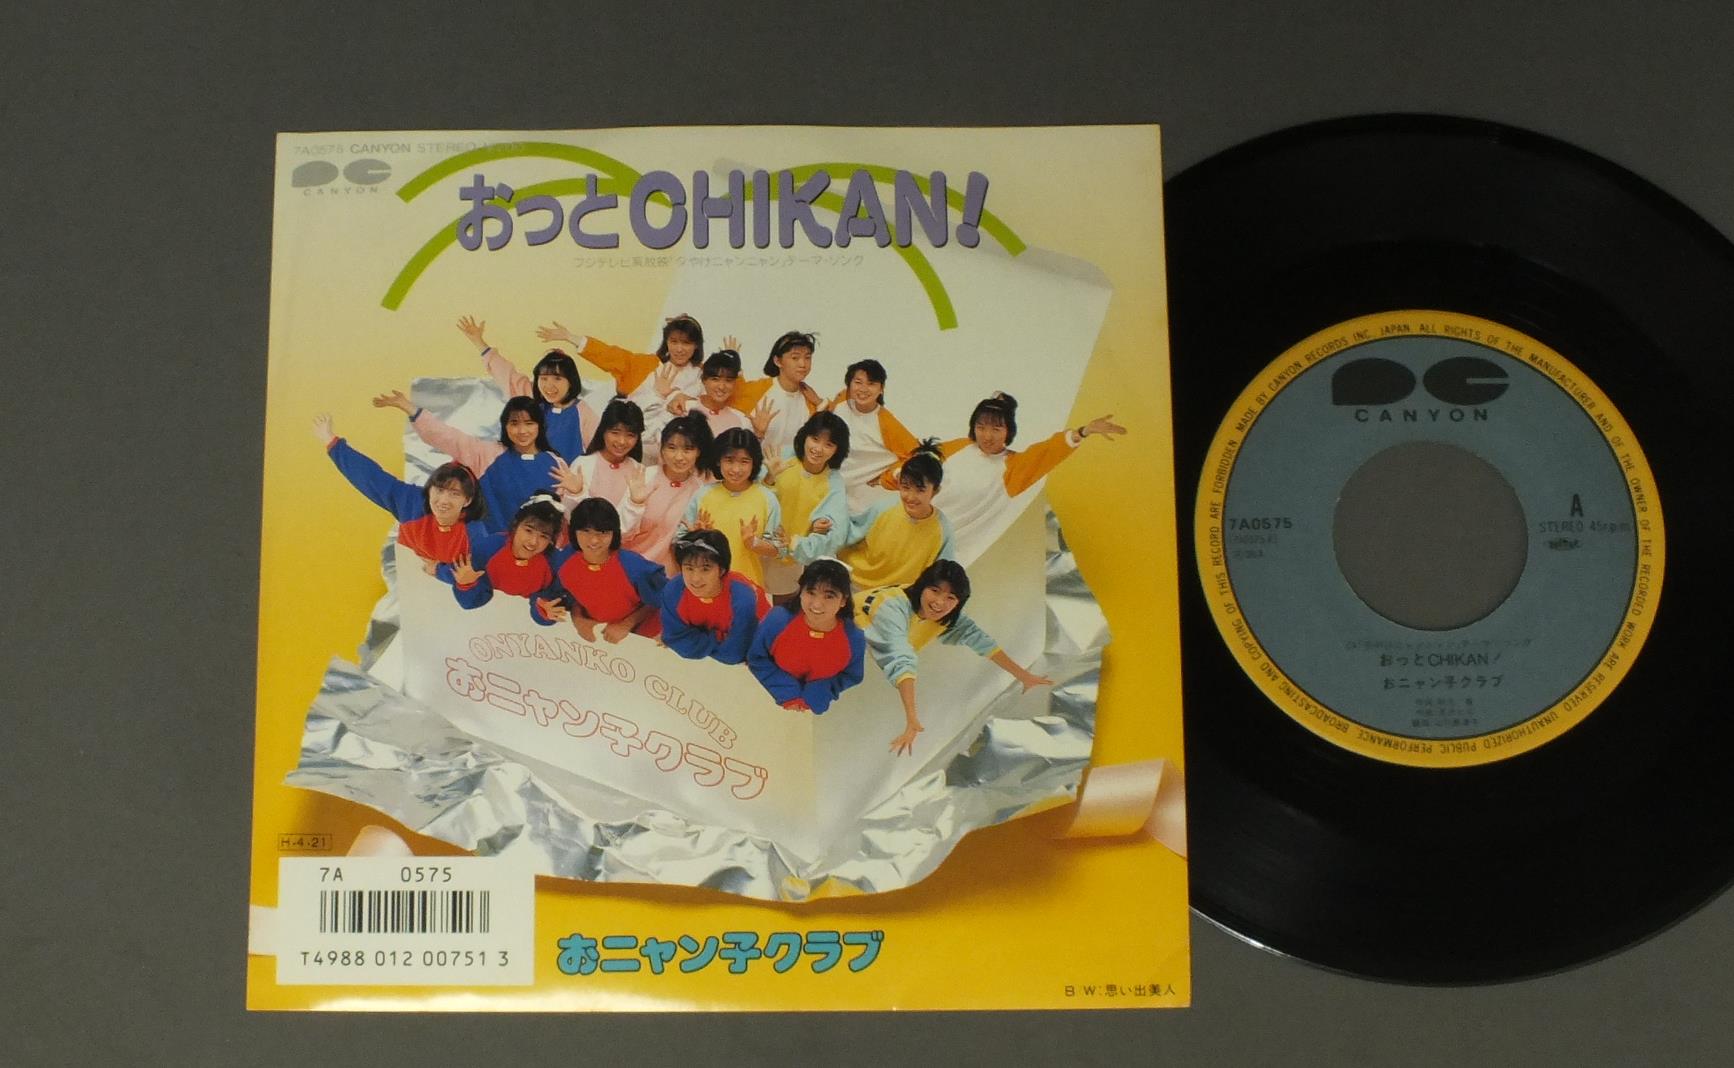 7A0575 CANYON STEREO
CANYON
おっとCHIKAN!
フジテレビ系放映「夕やけニャンニャン」テーマ・ソング
ONYANKO CLUB
おニャン子クラブ
H-4-21
7A 0575
T4988 012 00751 3
おニャン子クラブ
B/W:思い出美人
MADE BY CANYON RECORDS INC. JAPAN. ALL RIGHTS OF THE MANUFACTURER AND OF THE OWNER OF THE RECORDED WORK ARE RESERVED. UNAUTHORIZED PUBLIC PERFORMANCE BROADCASTING AND COPYING OF THIS RECORD ARE FORBIDDEN.
CANYON
7A0575
A
STEREO 45r.p.m.
おっとCHIKAN!
おニャン子クラブ